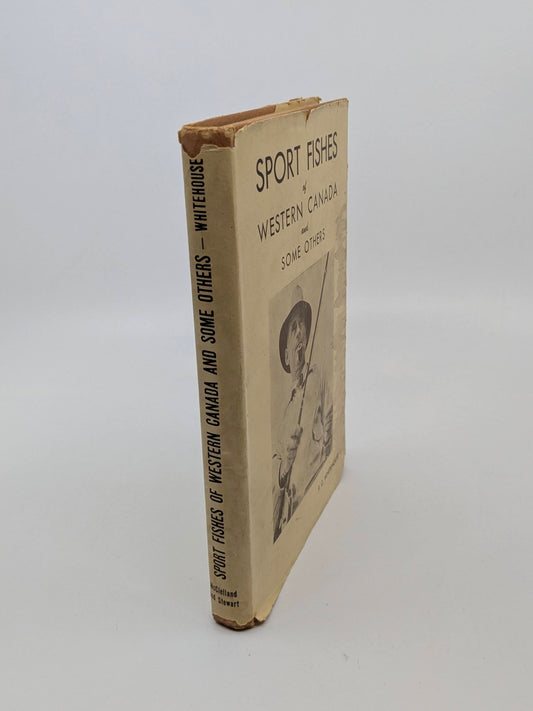 SPORT FISHES OF WESTERN CANADA AND SOME OTHERS — WHITEHOUSE
McClelland
Stewart
SPORT FISHES
of
WESTERN CANADA
and
SOME OTHERS